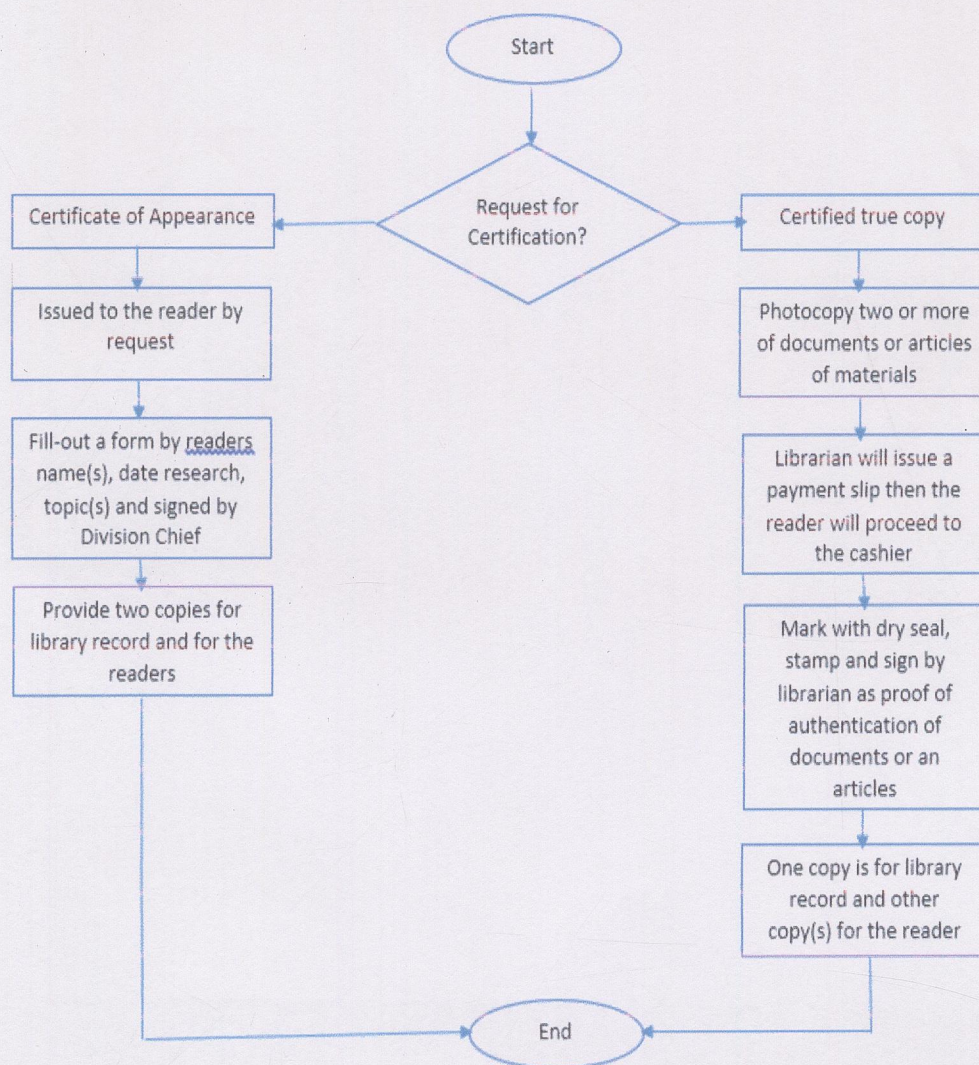 Start
Request for
Certification?
Certificate of Appearance
Issued to the reader by
request
Fill-out a form by readers
name(s), date research,
topic(s) and signed by
Division Chief
Provide two copies for
library record and for the
readers
Certified true copy
Photocopy two or more
of documents or articles
of materials
Librarian will issue a
payment slip then the
reader will proceed to
the cashier
Mark with dry seal,
stamp and sign by
librarian as proof of
authentication of
documents or an
articles
One copy is for library
record and other
copy(s) for the reader
End